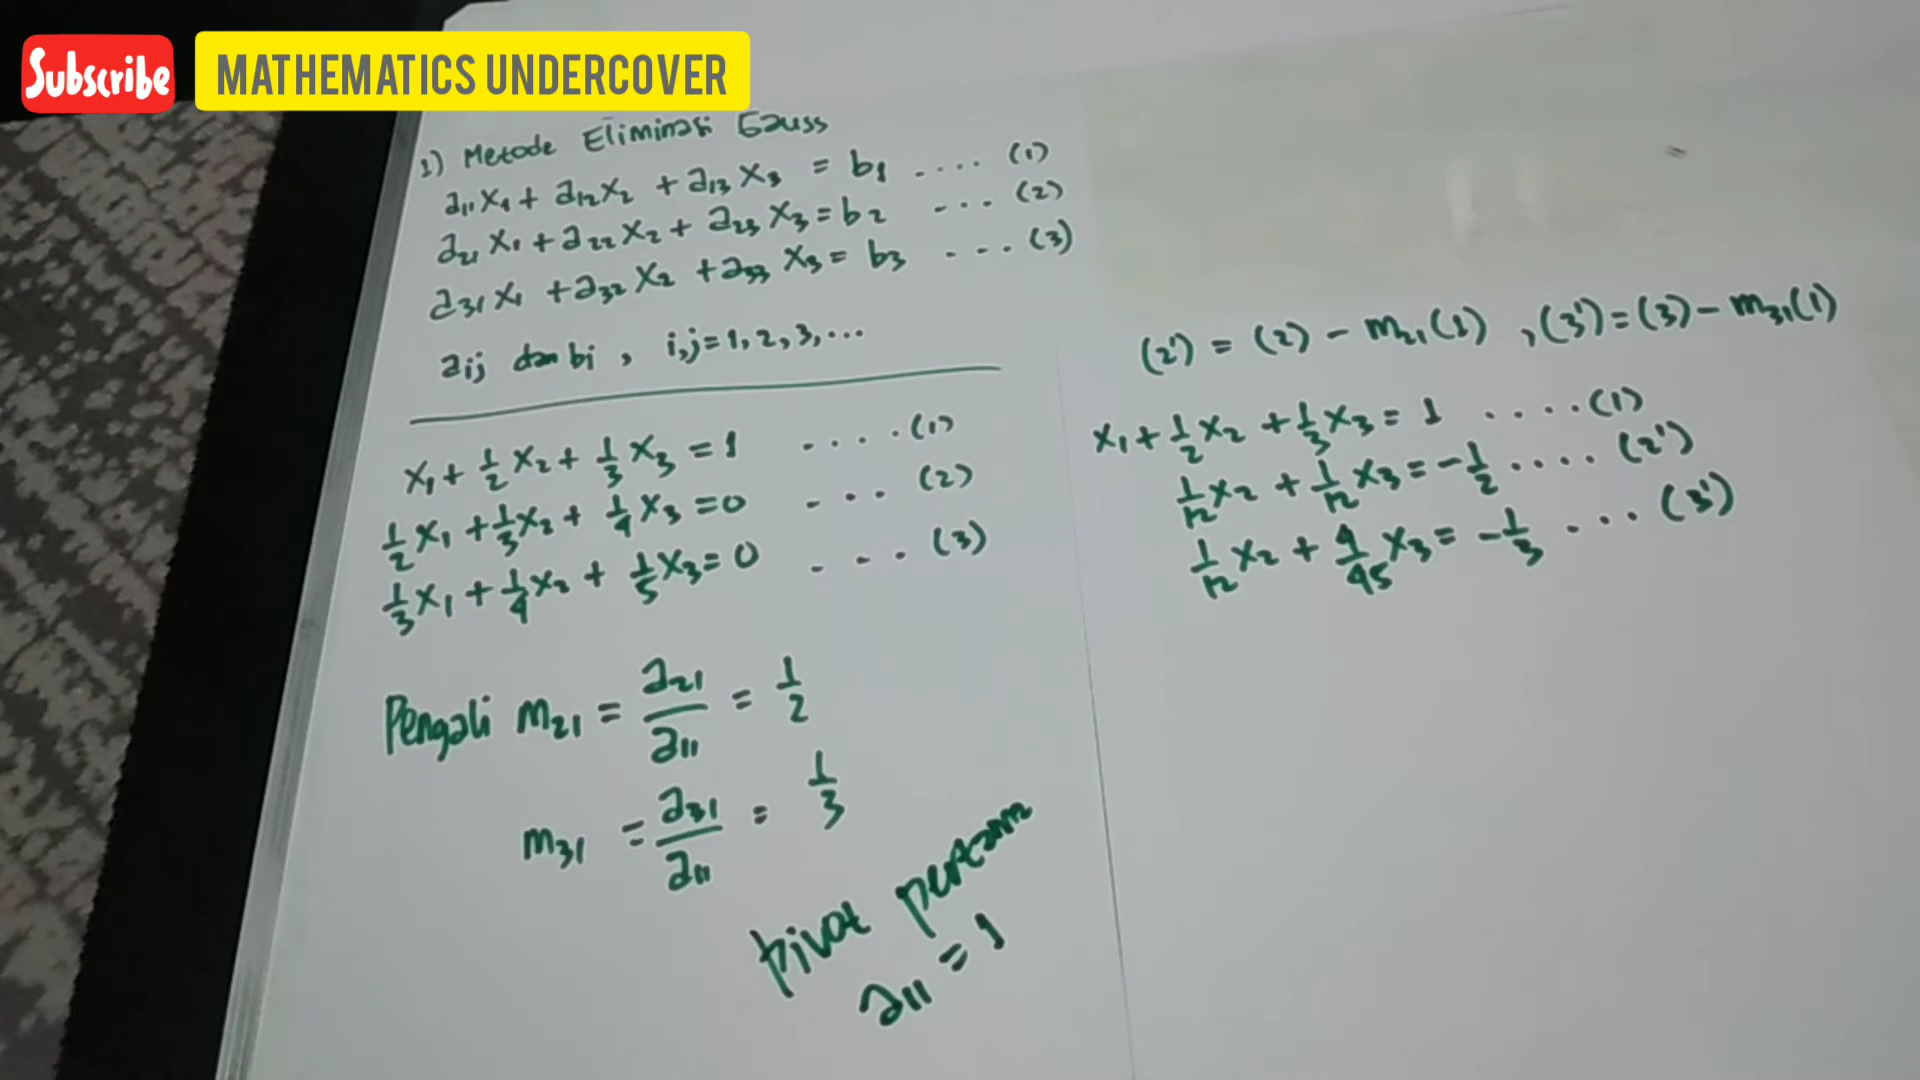 Subscribe
MATHEMATICS UNDERCOVER
1) Metode Eliminasi Gauss
a₁₁x₁ + a₁₂x₂ + a₁₃x₃ = b₁ .... (1)
a₂₁x₁ + a₂₂x₂ + a₂₃x₃ = b₂ ... (2)
a₃₁x₁ + a₃₂x₂ + a₃₃x₃ = b₃ ... (3)
aij dan bi , i,j = 1, 2, 3, ...
x₁ + 1/2 x₂ + 1/3 x₃ = 1 .... (1)
1/2 x₁ + 1/3 x₂ + 1/4 x₃ = 0 ... (2)
1/3 x₁ + 1/4 x₂ + 1/5 x₃ = 0 ... (3)
Pengali m₂₁ = a₂₁/a₁₁ = 1/2
m₃₁ = a₃₁/a₁₁ = 1/3
pivot pertama
a₁₁ = 1
(2') = (2) - m₂₁(1) , (3') = (3) - m₃₁(1)
x₁ + 1/2 x₂ + 1/3 x₃ = 1 .... (1)
1/12 x₂ + 1/12 x₃ = -1/2 .... (2')
1/12 x₂ + 4/45 x₃ = -1/3 ... (3')